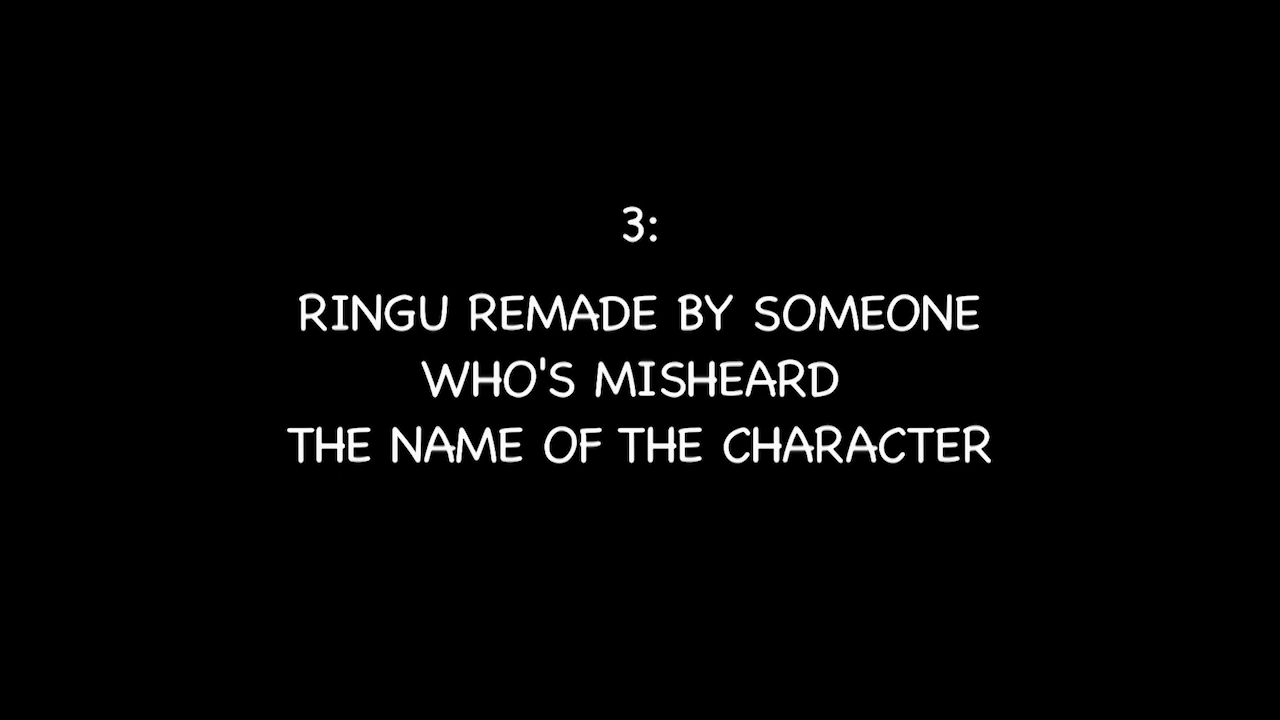 3:
RINGU REMADE BY SOMEONE
WHO'S MISHEARD
THE NAME OF THE CHARACTER